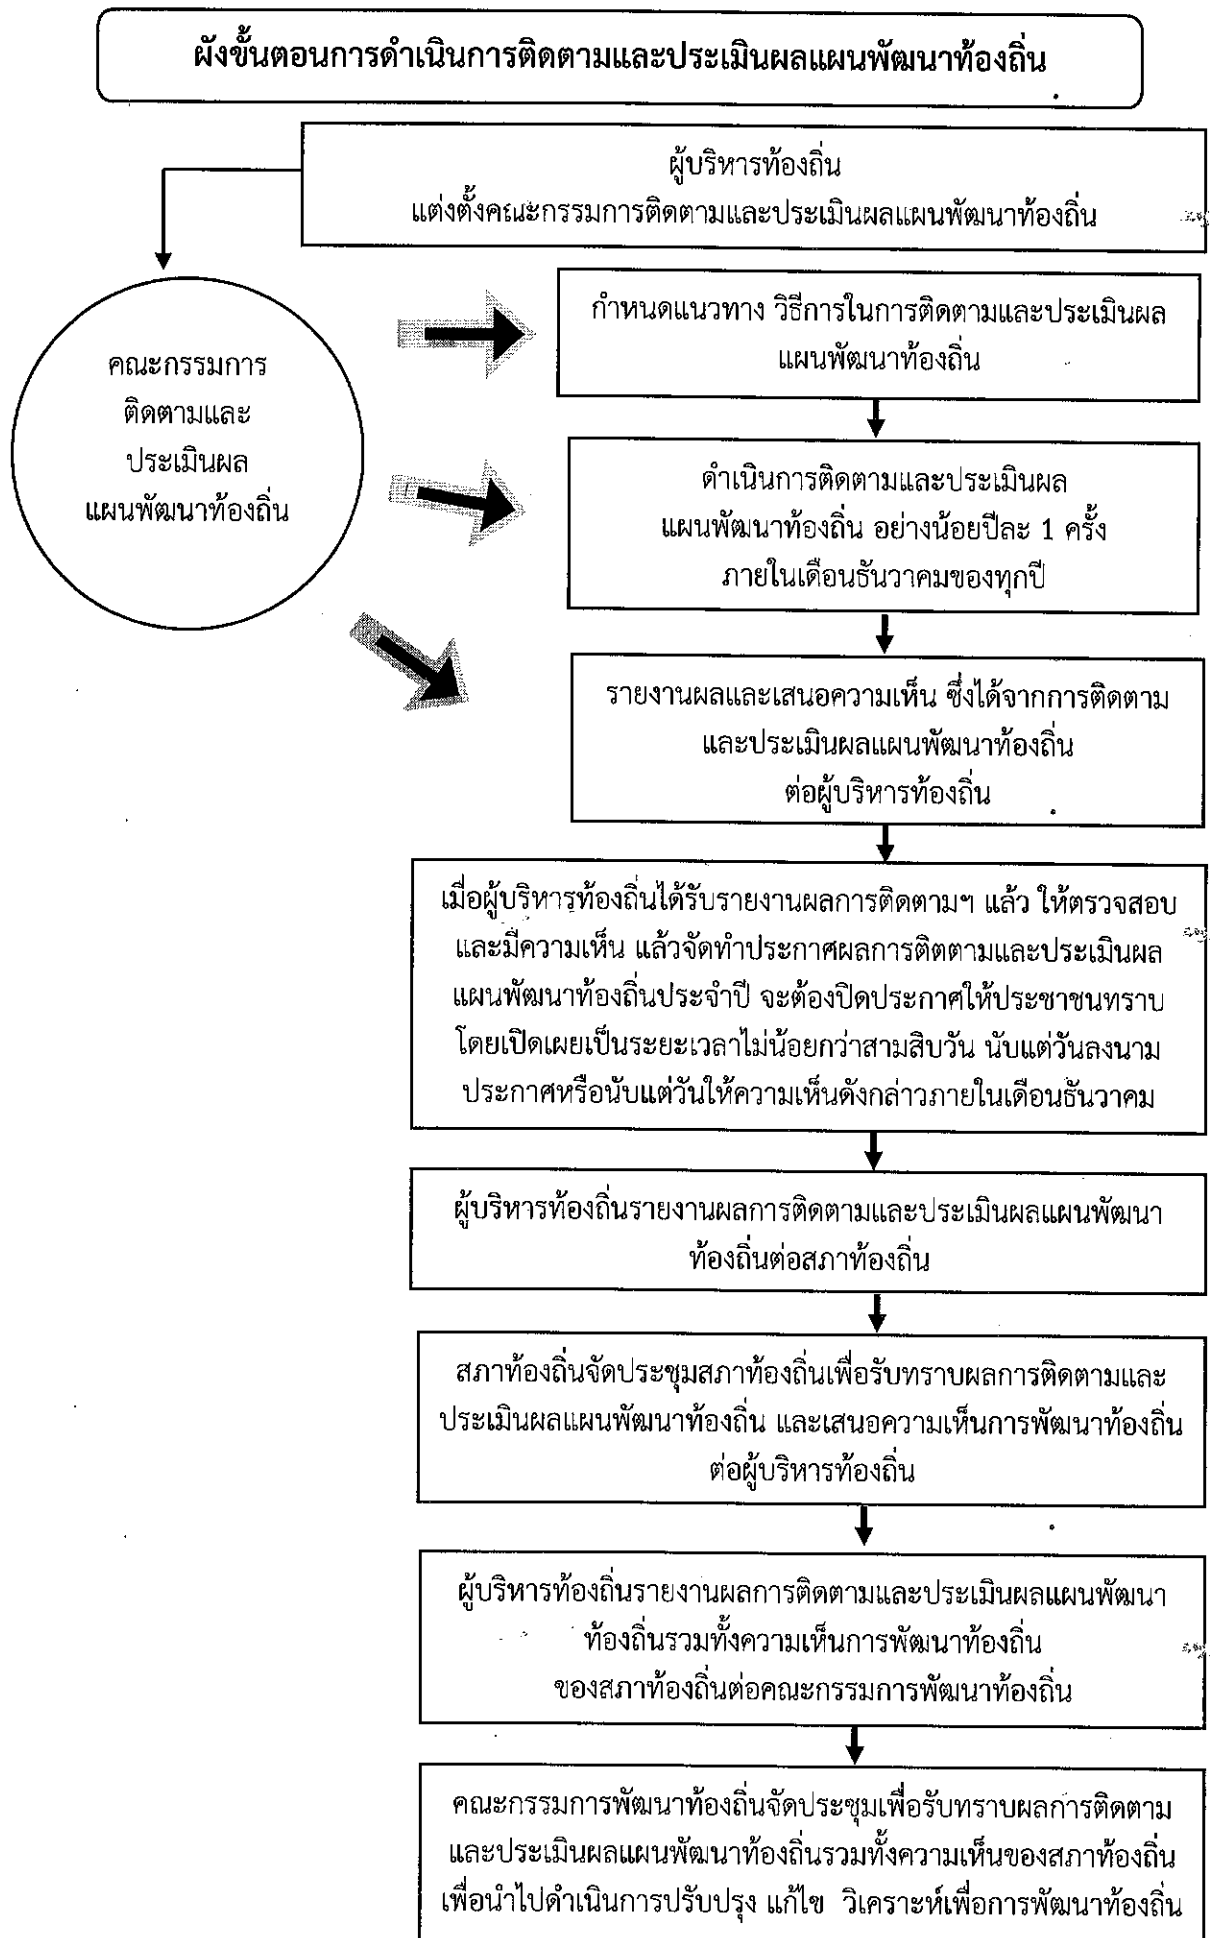 ผังขั้นตอนการดำเนินการติดตามและประเมินผลแผนพัฒนาท้องถิ่น
ผู้บริหารท้องถิ่น
แต่งตั้งคณะกรรมการติดตามและประเมินผลแผนพัฒนาท้องถิ่น
คณะกรรมการ
ติดตามและ
ประเมินผล
แผนพัฒนาท้องถิ่น
กำหนดแนวทาง วิธีการในการติดตามและประเมินผล
แผนพัฒนาท้องถิ่น
ดำเนินการติดตามและประเมินผล
แผนพัฒนาท้องถิ่น อย่างน้อยปีละ 1 ครั้ง
ภายในเดือนธันวาคมของทุกปี
รายงานผลและเสนอความเห็น ซึ่งได้จากการติดตาม
และประเมินผลแผนพัฒนาท้องถิ่น
ต่อผู้บริหารท้องถิ่น
เมื่อผู้บริหารท้องถิ่นได้รับรายงานผลการติดตามฯ แล้ว ให้ตรวจสอบ
และมีความเห็น แล้วจัดทำประกาศผลการติตตามและประเมินผล
แผนพัฒนาท้องถิ่นประจำปี จะต้องปิดประกาศให้ประชาชนทราบ
โดยเปิดเผยเป็นระยะเวลาไม่น้อยกว่าสามสิบวัน นับแต่วันลงนาม
ประกาศหรือนับแต่วันให้ความเห็นดังกล่าวภายในเดือนธันวาคม
ผู้บริหารท้องถิ่นรายงานผลการติดตามและประเมินผลแผนพัฒนา
ท้องถิ่นต่อสภาท้องถิ่น
สภาท้องถิ่นจัดประชุมสภาท้องถิ่นเพื่อรับทราบผลการติดตามและ
ประเมินผลแผนพัฒนาท้องถิ่น และเสนอความเห็นการพัฒนาท้องถิ่น
ต่อผู้บริหารท้องถิ่น
ผู้บริหารท้องถิ่นรายงานผลการติดตามและประเมินผลแผนพัฒนา
ท้องถิ่นรวมทั้งความเห็นการพัฒนาท้องถิ่น
ของสภาท้องถิ่นต่อคณะกรรมการพัฒนาท้องถิ่น
คณะกรรมการพัฒนาท้องถิ่นจัดประชุมเพื่อรับทราบผลการติดตาม
และประเมินผลแผนพัฒนาท้องถิ่นรวมทั้งความเห็นของสภาท้องถิ่น
เพื่อนำไปดำเนินการปรับปรุง แก้ไข วิเคราะห์เพื่อการพัฒนาท้องถิ่น